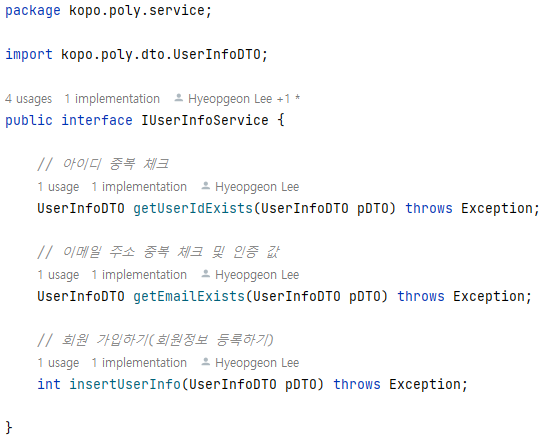 package kopo.poly.service;
import kopo.poly.dto.UserInfoDTO;
4 usages 1 implementation Hyeopgeon Lee +1 *
public interface IUserInfoService {
// 아이디 중복 체크
1 usage 1 implementation Hyeopgeon Lee
UserInfoDTO getUserIdExists(UserInfoDTO pDTO) throws Exception;
// 이메일 주소 중복 체크 및 인증 값
1 usage 1 implementation Hyeopgeon Lee
UserInfoDTO getEmailExists(UserInfoDTO pDTO) throws Exception;
// 회원 가입하기(회원정보 등록하기)
1 usage 1 implementation Hyeopgeon Lee
int insertUserInfo(UserInfoDTO pDTO) throws Exception;
}